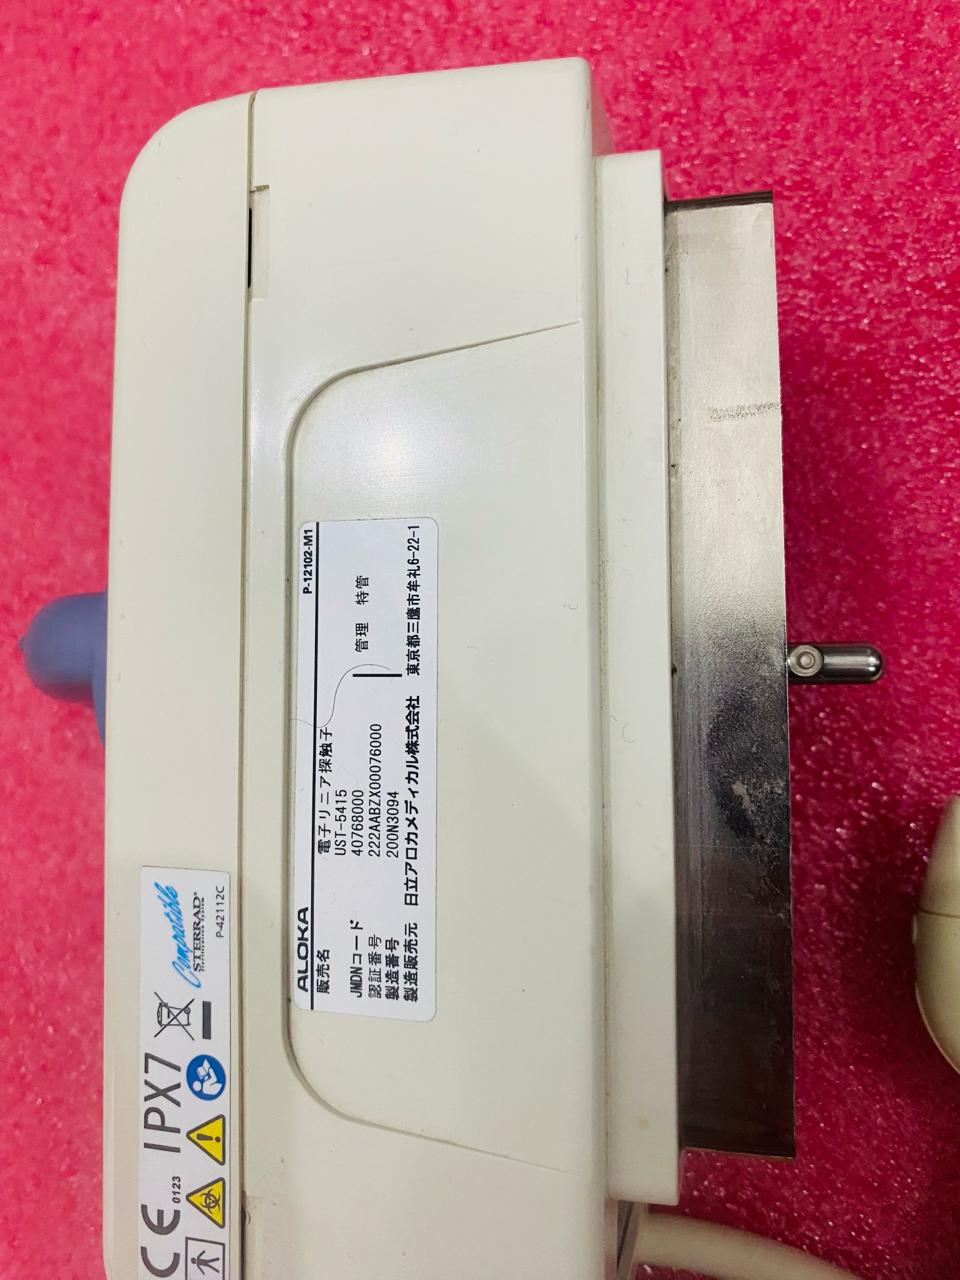 ALOKA P-12102-M1
販売名 電子リニア探触子
UST-5415
JMDNコード 40768000
認証番号 222AABZX00076000
製造番号 200N3094
管理 特管
製造販売元 日立アロカメディカル株式会社 東京都三鷹市牟礼6-22-1
CE 0123 IPX7
Compatible
STERRAD®
Sterilization System
P-42112C